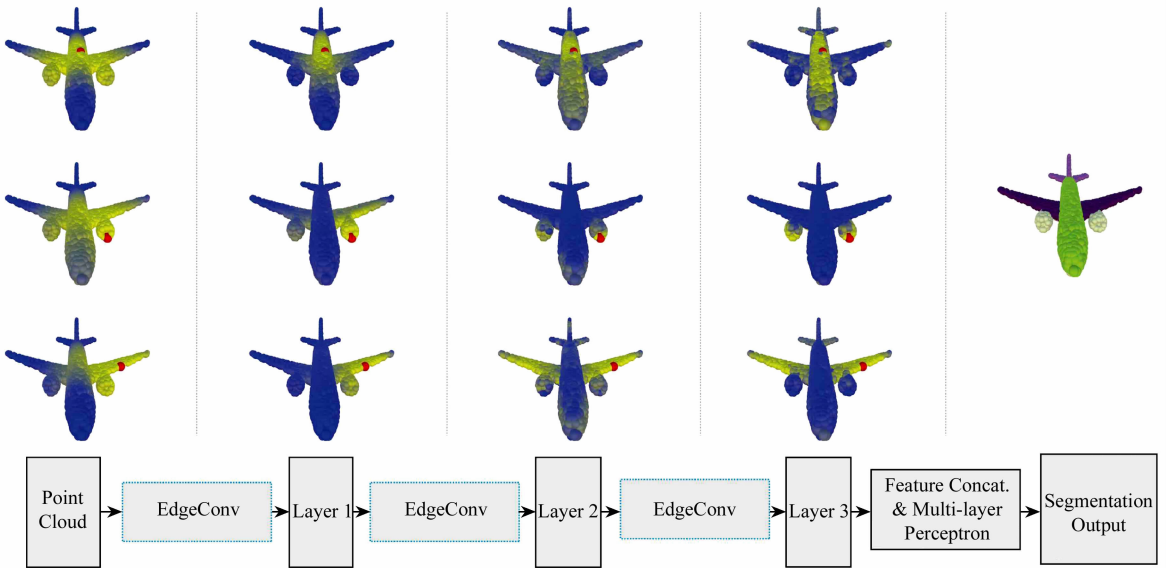 Point
Cloud
EdgeConv
Layer 1
EdgeConv
Layer 2
EdgeConv
Layer 3
Feature Concat.
& Multi-layer
Perceptron
Segmentation
Output